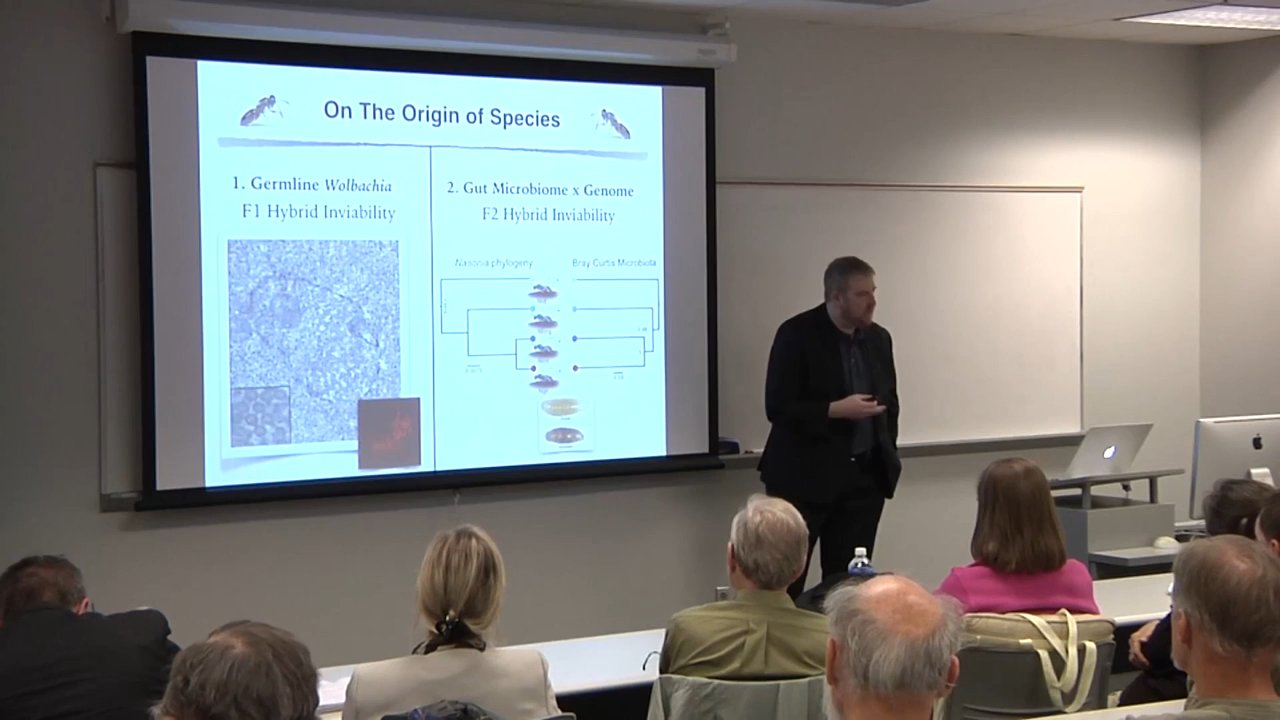 On The Origin of Species
1. Germline Wolbachia
F1 Hybrid Inviability
2. Gut Microbiome x Genome
F2 Hybrid Inviability
Nasonia phylogeny
Bray Curtis Microbiota